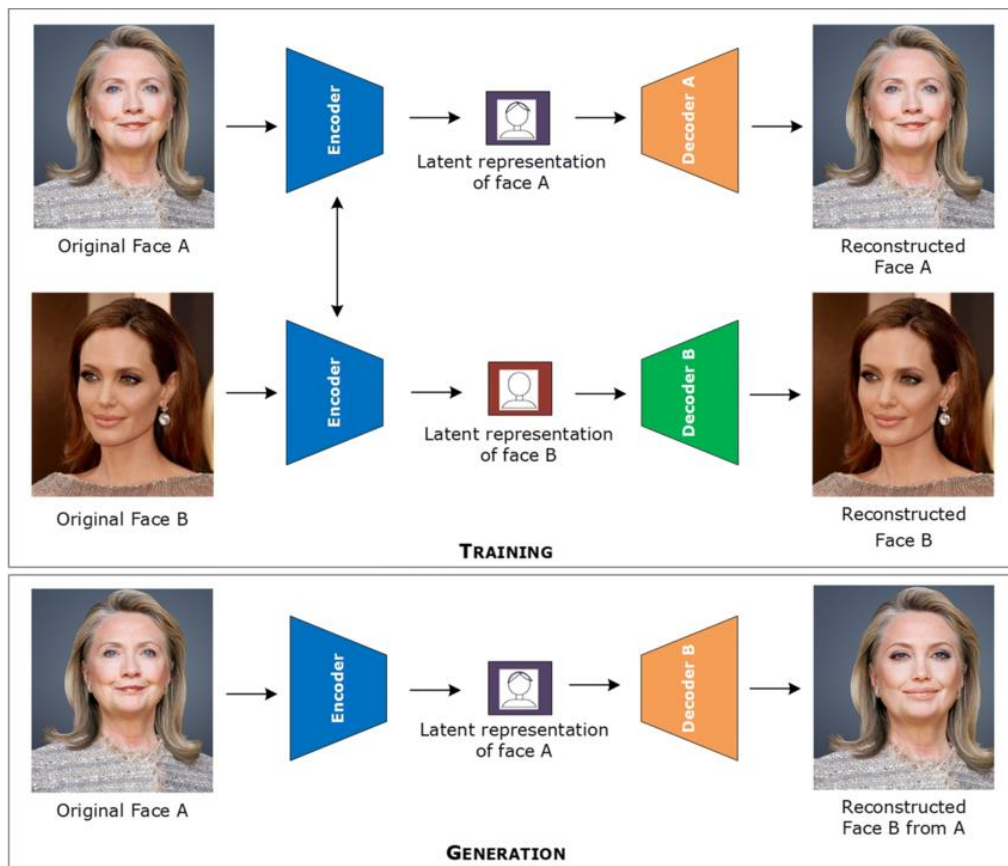 Encoder
Decoder A
Latent representation
of face A
Original Face A
Reconstructed
Face A
Encoder
Decoder B
Latent representation
of face B
Original Face B
Reconstructed
Face B
TRAINING
Encoder
Decoder B
Latent representation
of face A
Original Face A
Reconstructed
Face B from A
GENERATION